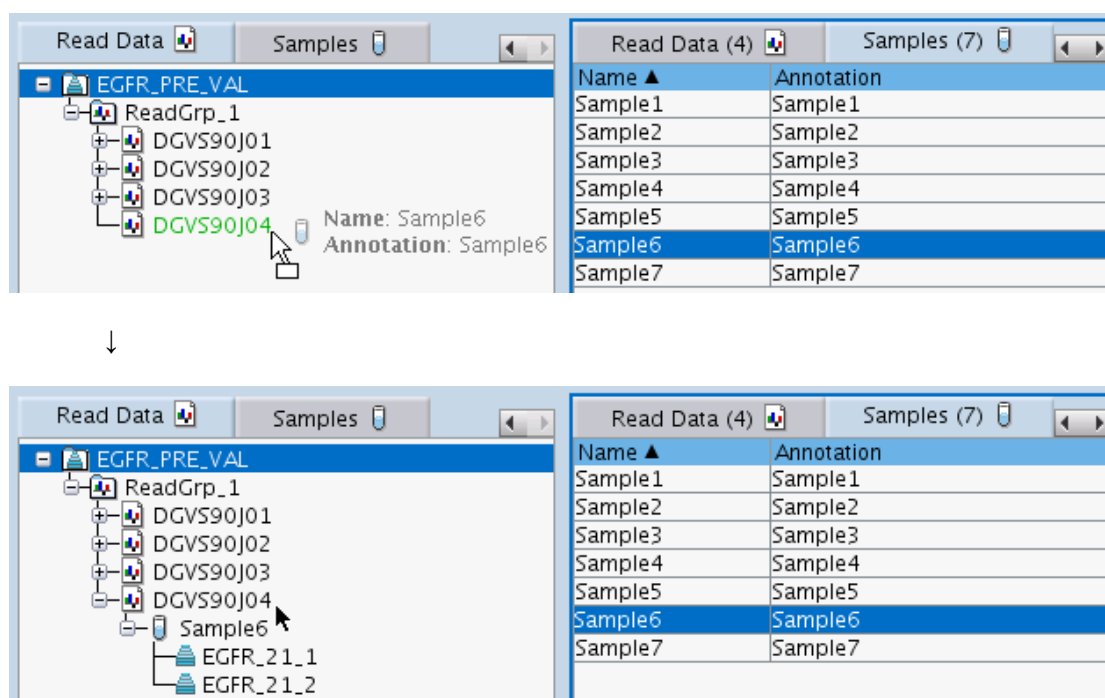 Read Data Samples Read Data (4) Samples (7)
EGFR_PRE_VAL Name ▲ Annotation
ReadGrp_1 Sample1 Sample1
DGVS90J01 Sample2 Sample2
DGVS90J02 Sample3 Sample3
DGVS90J03 Sample4 Sample4
DGVS90J04 Name: Sample6 Sample5 Sample5
Annotation: Sample6 Sample6 Sample6
Sample7 Sample7
↓
Read Data Samples Read Data (4) Samples (7)
EGFR_PRE_VAL Name ▲ Annotation
ReadGrp_1 Sample1 Sample1
DGVS90J01 Sample2 Sample2
DGVS90J02 Sample3 Sample3
DGVS90J03 Sample4 Sample4
DGVS90J04 Sample5 Sample5
Sample6 Sample6 Sample6
EGFR_21_1 Sample7 Sample7
EGFR_21_2